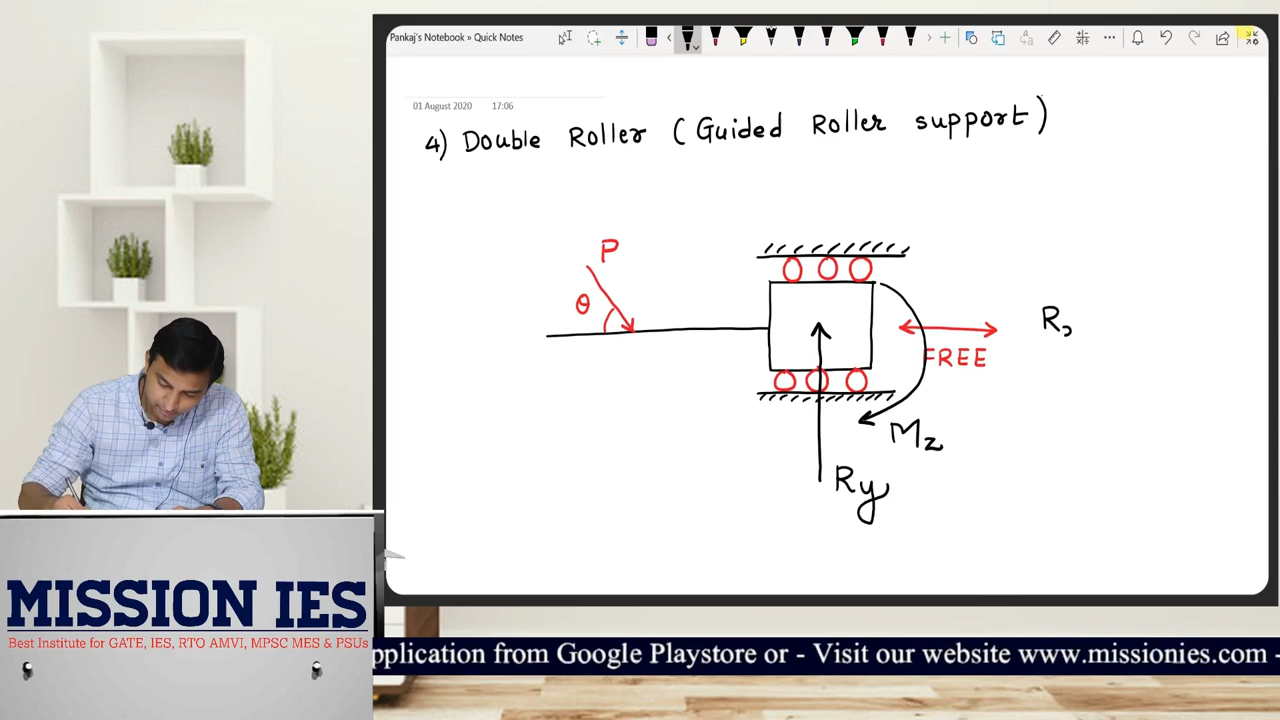 Pankaj's Notebook » Quick Notes
01 August 2020 17:06
4) Double Roller (Guided Roller support)
P
θ
FREE
R
Mz
Ry
MISSION IES
Best Institute for GATE, IES, RTO AMVI, MPSC MES & PSUs
pplication from Google Playstore or - Visit our website www.missionies.com -